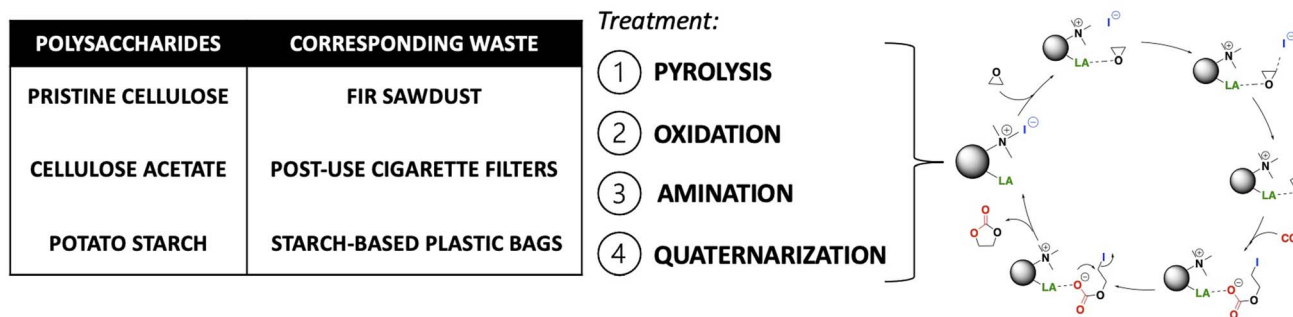 POLYSACCHARIDES CORRESPONDING WASTE
PRISTINE CELLULOSE FIR SAWDUST
CELLULOSE ACETATE POST-USE CIGARETTE FILTERS
POTATO STARCH STARCH-BASED PLASTIC BAGS
Treatment:
1 PYROLYSIS
2 OXIDATION
3 AMINATION
4 QUATERNARIZATION
N⊕ I⊖
LA O
N⊕ I⊖
LA O
O
N⊕ I⊖
LA
N⊕
LA
CO
N⊕ I
LA O⊖
O O
N⊕ I
LA O⊖
O O
O
O O